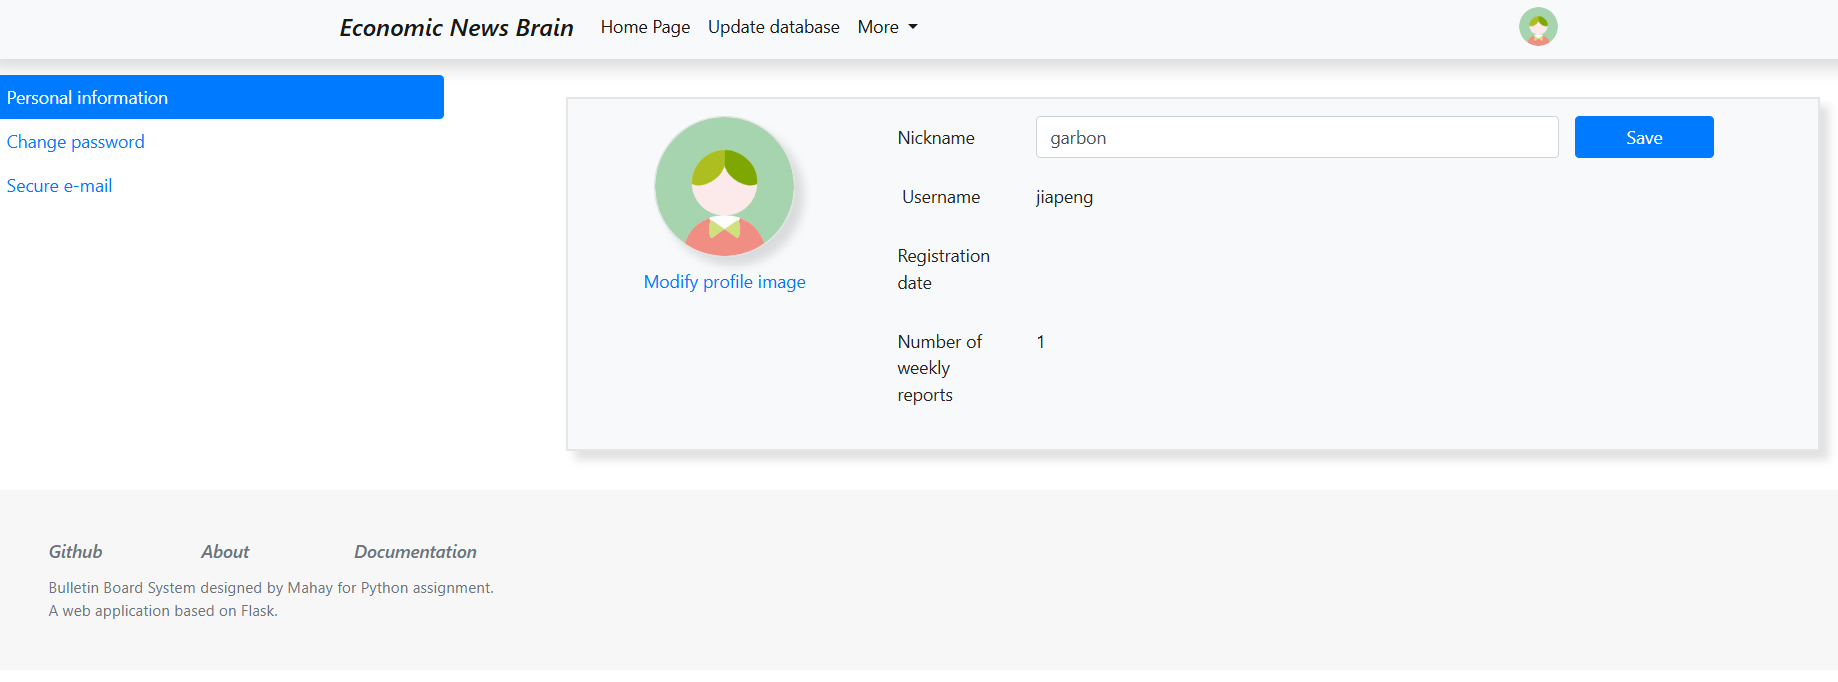 Economic News Brain Home Page Update database More
Personal information
Change password
Secure e-mail
Modify profile image
Nickname garbon Save
Username jiapeng
Registration
date
Number of 1
weekly
reports
Github About Documentation
Bulletin Board System designed by Mahay for Python assignment.
A web application based on Flask.